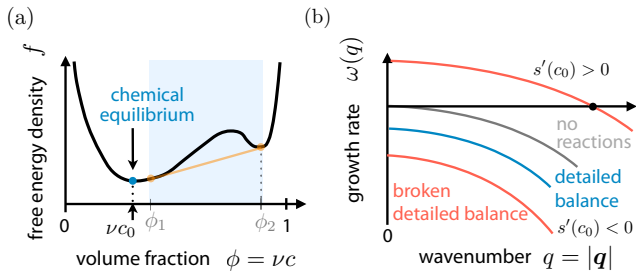 (a)
free energy density f
chemical
equilibrium
0
νc₀
ϕ₁
ϕ₂
1
volume fraction ϕ = νc
(b)
growth rate ω(q)
s′(c₀) > 0
0
no
reactions
detailed
balance
broken
detailed balance
s′(c₀) < 0
wavenumber q = |𝒒|